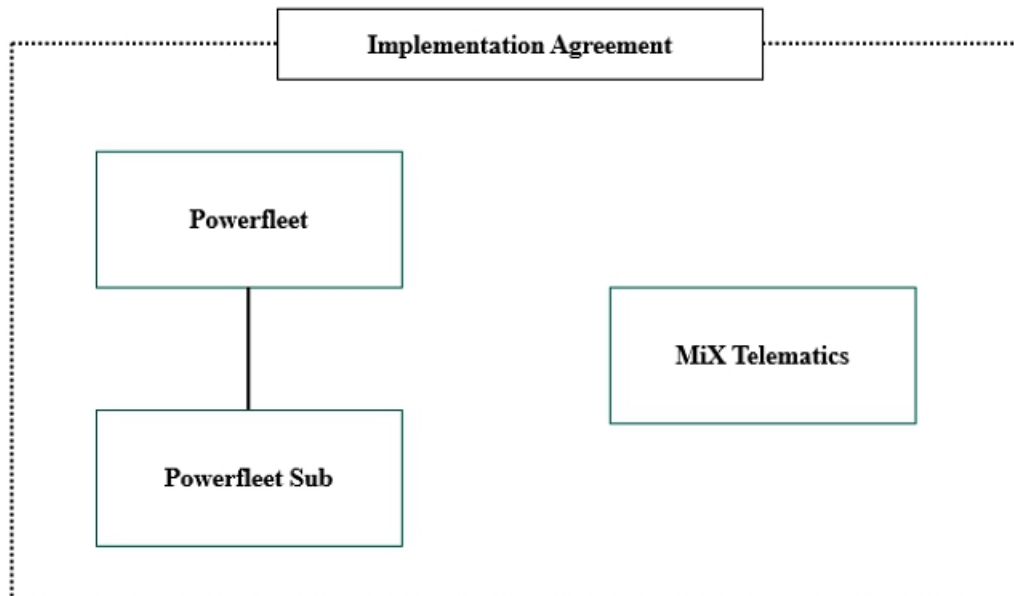 Implementation Agreement
Powerfleet
MiX Telematics
Powerfleet Sub